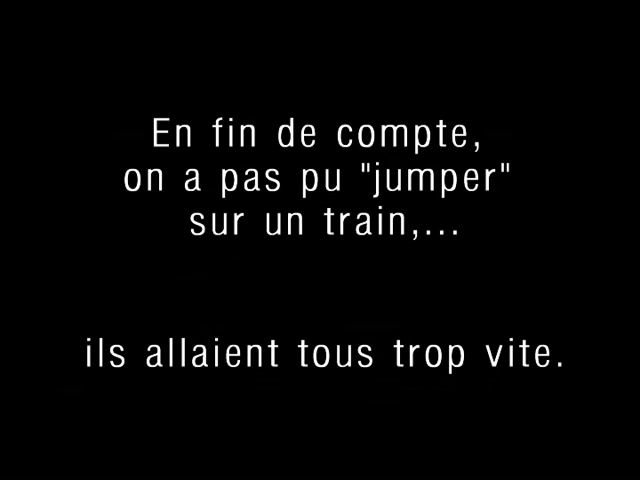 En fin de compte,
on a pas pu "jumper"
sur un train,...
ils allaient tous trop vite.